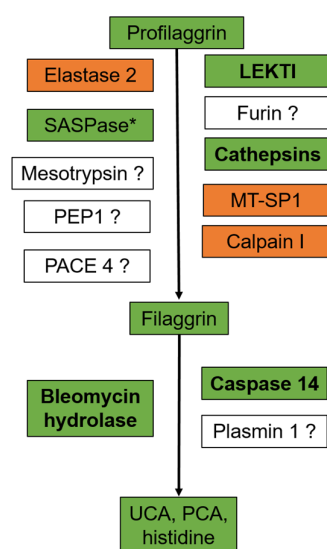 Profilaggrin
Elastase 2
SASPase*
Mesotrypsin ?
PEP1 ?
PACE 4 ?
LEKTI
Furin ?
Cathepsins
MT-SP1
Calpain I
Filaggrin
Bleomycin
hydrolase
Caspase 14
Plasmin 1 ?
UCA, PCA,
histidine